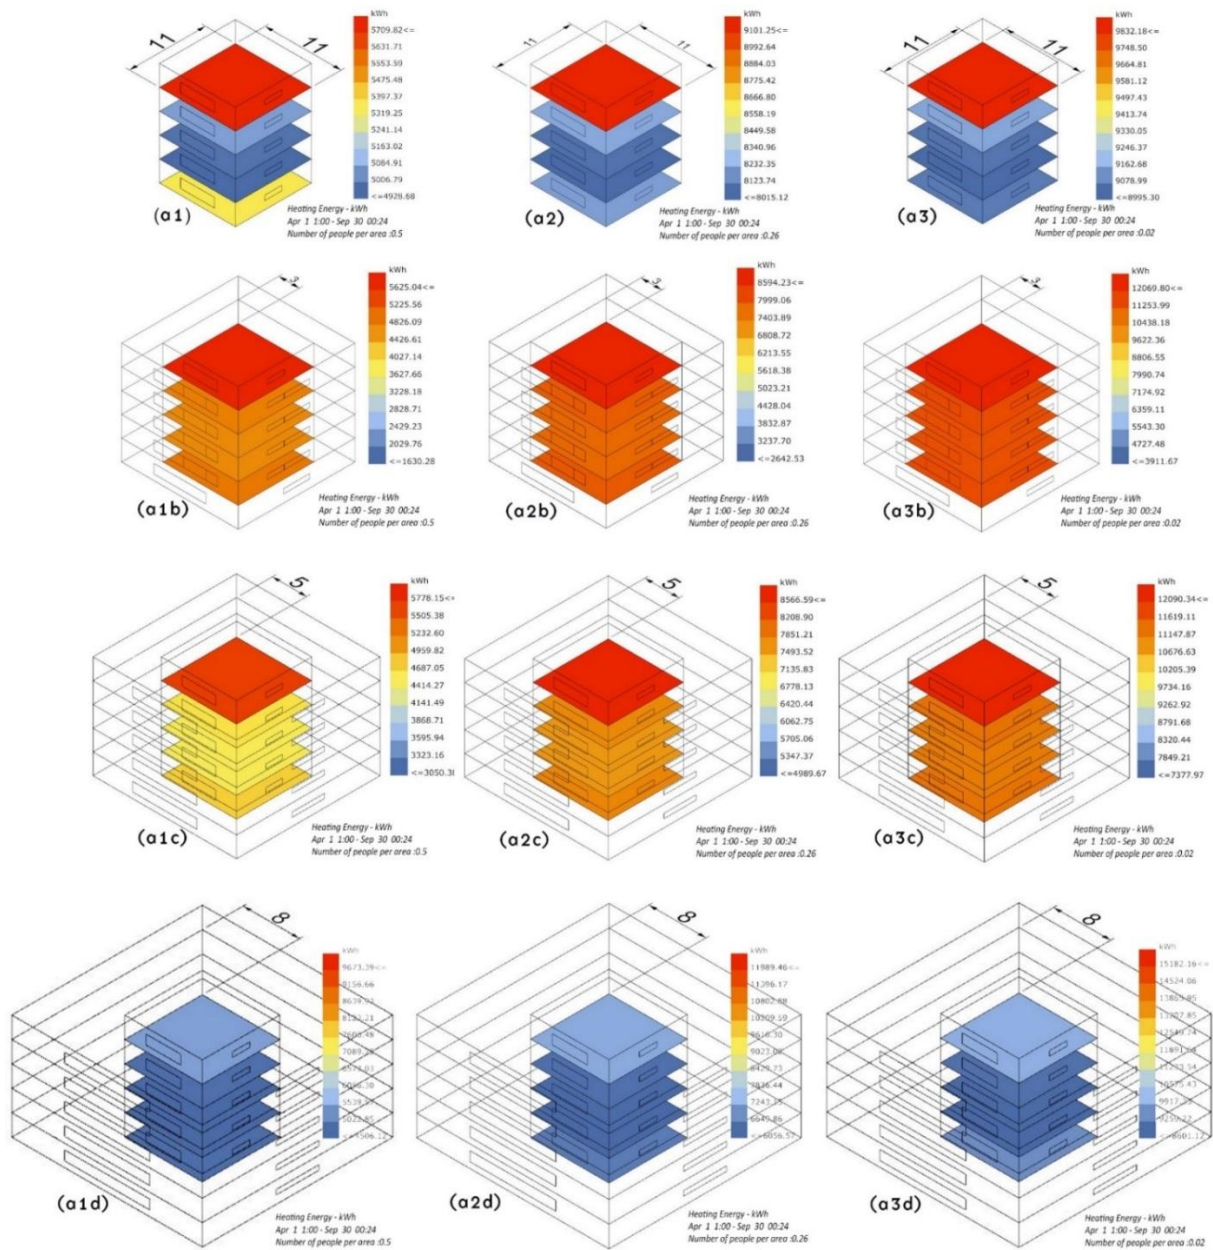 11
11
kWh
5709.82<=
5631.71
5553.59
5475.48
5397.37
5319.25
5241.14
5163.02
5084.91
5006.79
<=4928.68
(a1)
Heating Energy - kWh
Apr 1 1:00 - Sep 30 00:24
Number of people per area :0.5
11
11
kWh
9101.25<=
8992.64
8884.03
8775.42
8666.80
8558.19
8449.58
8340.96
8232.35
8123.74
<=8015.12
(a2)
Heating Energy - kWh
Apr 1 1:00 - Sep 30 00:24
Number of people per area :0.26
11
11
kWh
9832.18<=
9748.50
9664.81
9581.12
9497.43
9413.74
9330.05
9246.37
9162.68
9078.99
<=8995.30
(a3)
Heating Energy - kWh
Apr 1 1:00 - Sep 30 00:24
Number of people per area :0.02
3
kWh
5625.04<=
5225.56
4826.09
4426.61
4027.14
3627.66
3228.18
2828.71
2429.23
2029.76
<=1630.28
(a1b)
Heating Energy - kWh
Apr 1 1:00 - Sep 30 00:24
Number of people per area :0.5
3
kWh
8594.23<=
7999.06
7403.89
6808.72
6213.55
5618.38
5023.21
4428.04
3832.87
3237.70
<=2642.53
(a2b)
Heating Energy - kWh
Apr 1 1:00 - Sep 30 00:24
Number of people per area :0.26
3
kWh
12069.80<=
11253.99
10438.18
9622.36
8806.55
7990.74
7174.92
6359.11
5543.30
4727.48
<=3911.67
(a3b)
Heating Energy - kWh
Apr 1 1:00 - Sep 30 00:24
Number of people per area :0.02
5
kWh
5778.15<=
5505.38
5232.60
4959.82
4687.05
4414.27
4141.49
3868.71
3595.94
3323.16
<=3050.38
(a1c)
Heating Energy - kWh
Apr 1 1:00 - Sep 30 00:24
Number of people per area :0.5
5
kWh
8566.59<=
8208.90
7851.21
7493.52
7135.83
6778.13
6420.44
6062.75
5705.06
5347.37
<=4989.67
(a2c)
Heating Energy - kWh
Apr 1 1:00 - Sep 30 00:24
Number of people per area :0.26
5
kWh
12090.34<=
11619.11
11147.87
10676.63
10205.39
9734.16
9262.92
8791.68
8320.44
7849.21
<=7377.97
(a3c)
Heating Energy - kWh
Apr 1 1:00 - Sep 30 00:24
Number of people per area :0.02
8
kWh
9673.39<=
9156.66
(a1d)
Heating Energy - kWh
Apr 1 1:00 - Sep 30 00:24
Number of people per area :0.5
8
kWh
11989.46<=
11396.17
(a2d)
Heating Energy - kWh
Apr 1 1:00 - Sep 30 00:24
Number of people per area :0.26
8
kWh
15182.16<=
14524.06
(a3d)
Heating Energy - kWh
Apr 1 1:00 - Sep 30 00:24
Number of people per area :0.02